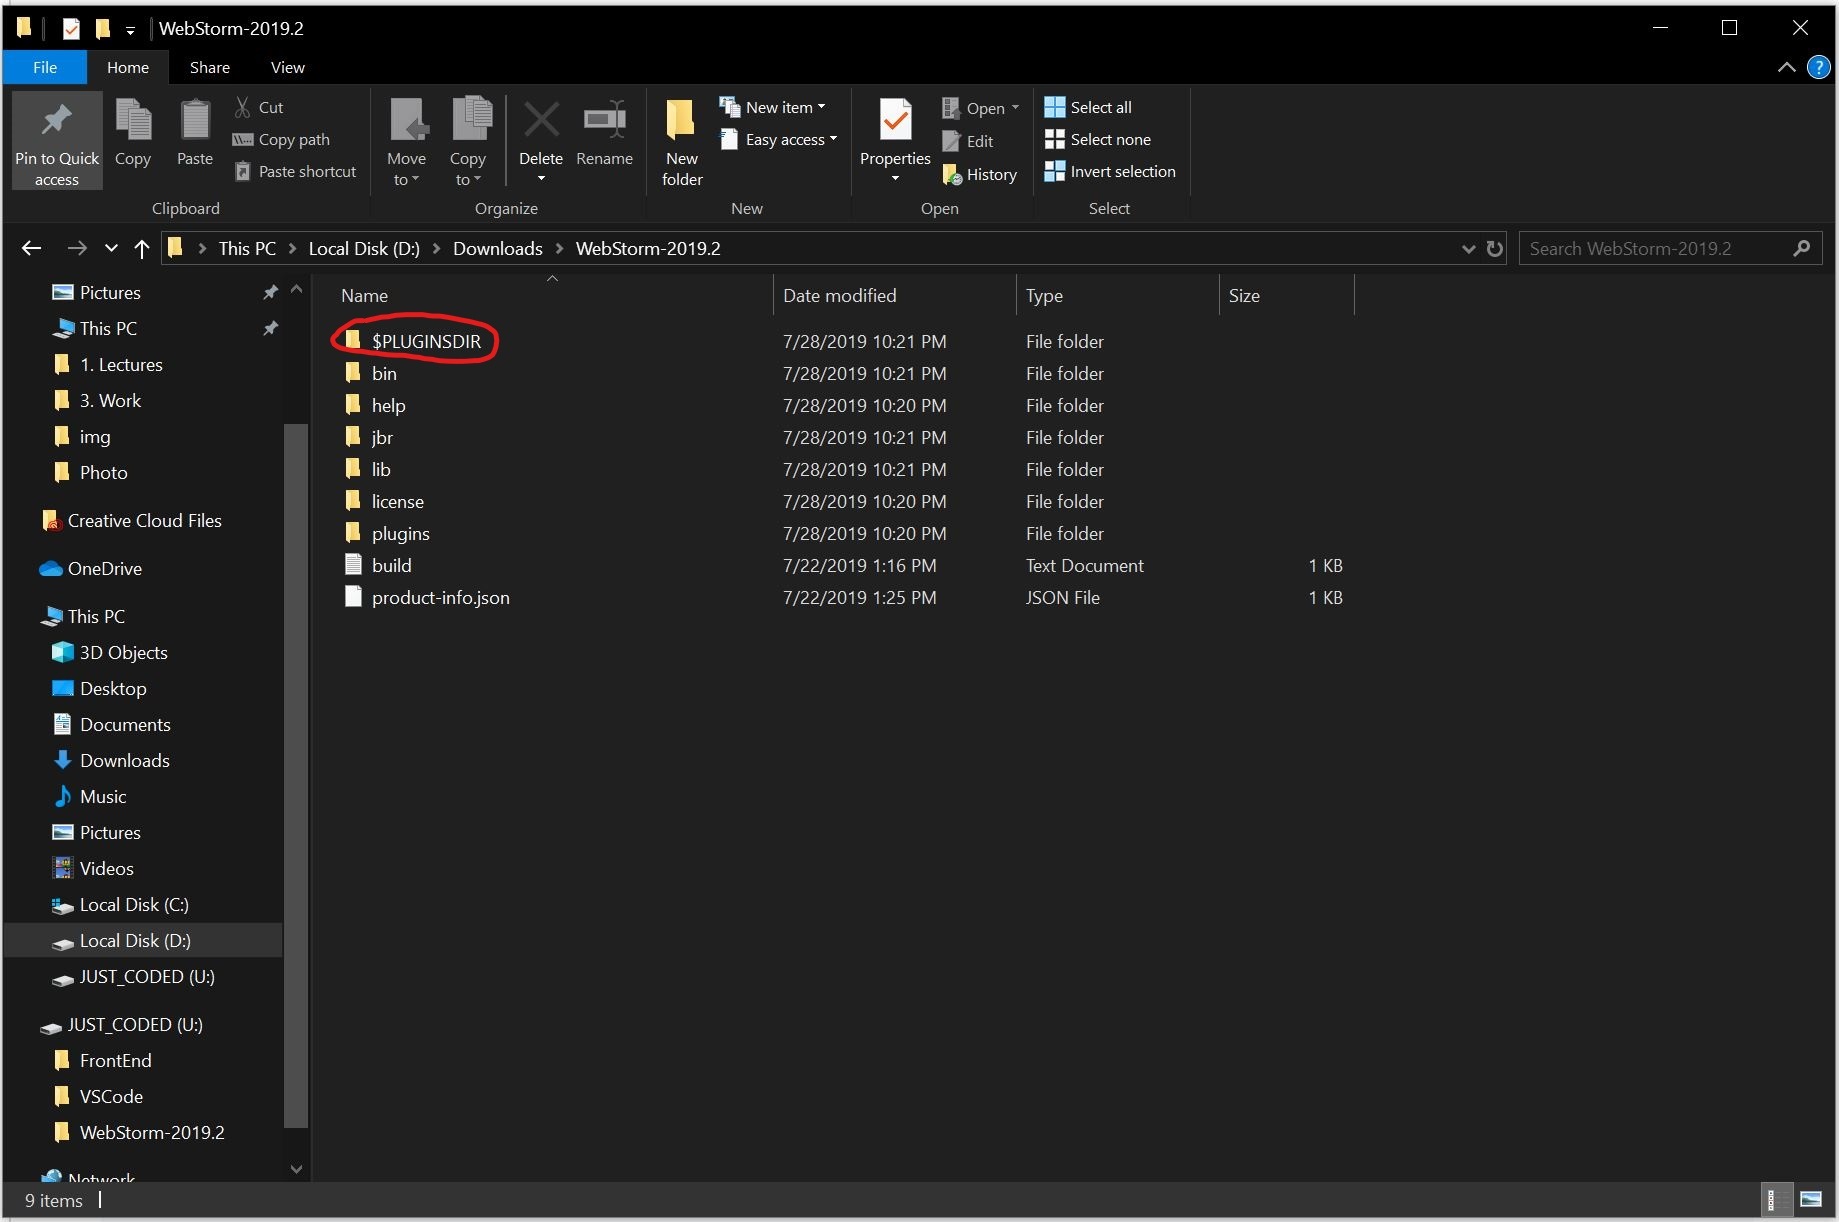 WebStorm-2019.2
File Home Share View
Pin to Quick access
Copy
Paste
Cut
Copy path
Paste shortcut
Clipboard
Move to
Copy to
Delete
Rename
Organize
New folder
New item
Easy access
New
Properties
Open
Edit
History
Open
Select all
Select none
Invert selection
Select
This PC > Local Disk (D:) > Downloads > WebStorm-2019.2
Search WebStorm-2019.2
Pictures
This PC
1. Lectures
3. Work
img
Photo
Creative Cloud Files
OneDrive
This PC
3D Objects
Desktop
Documents
Downloads
Music
Pictures
Videos
Local Disk (C:)
Local Disk (D:)
JUST_CODED (U:)
JUST_CODED (U:)
FrontEnd
VSCode
WebStorm-2019.2
Network
Name Date modified Type Size
$PLUGINSDIR 7/28/2019 10:21 PM File folder
bin 7/28/2019 10:21 PM File folder
help 7/28/2019 10:20 PM File folder
jbr 7/28/2019 10:21 PM File folder
lib 7/28/2019 10:21 PM File folder
license 7/28/2019 10:20 PM File folder
plugins 7/28/2019 10:20 PM File folder
build 7/22/2019 1:16 PM Text Document 1 KB
product-info.json 7/22/2019 1:25 PM JSON File 1 KB
9 items